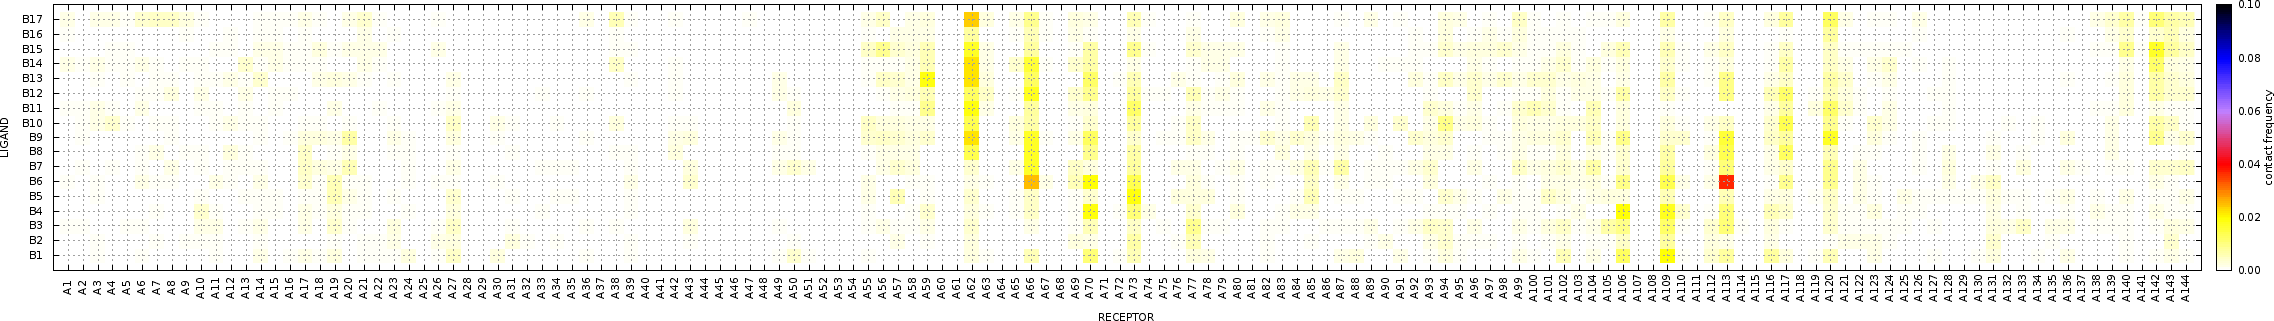 B17
B16
B15
B14
B13
B12
B11
B10
B9
B8
B7
B6
B5
B4
B3
B2
B1
LIGAND
A1 A2 A3 A4 A5 A6 A7 A8 A9 A10 A11 A12 A13 A14 A15 A16 A17 A18 A19 A20 A21 A22 A23 A24 A25 A26 A27 A28 A29 A30 A31 A32 A33 A34 A35 A36 A37 A38 A39 A40 A41 A42 A43 A44 A45 A46 A47 A48 A49 A50 A51 A52 A53 A54 A55 A56 A57 A58 A59 A60 A61 A62 A63 A64 A65 A66 A67 A68 A69 A70 A71 A72 A73 A74 A75 A76 A77 A78 A79 A80 A81 A82 A83 A84 A85 A86 A87 A88 A89 A90 A91 A92 A93 A94 A95 A96 A97 A98 A99 A100 A101 A102 A103 A104 A105 A106 A107 A108 A109 A110 A111 A112 A113 A114 A115 A116 A117 A118 A119 A120 A121 A122 A123 A124 A125 A126 A127 A128 A129 A130 A131 A132 A133 A134 A135 A136 A137 A138 A139 A140 A141 A142 A143 A144
RECEPTOR
0.10
0.08
0.06
0.04
0.02
0.00
contact frequency